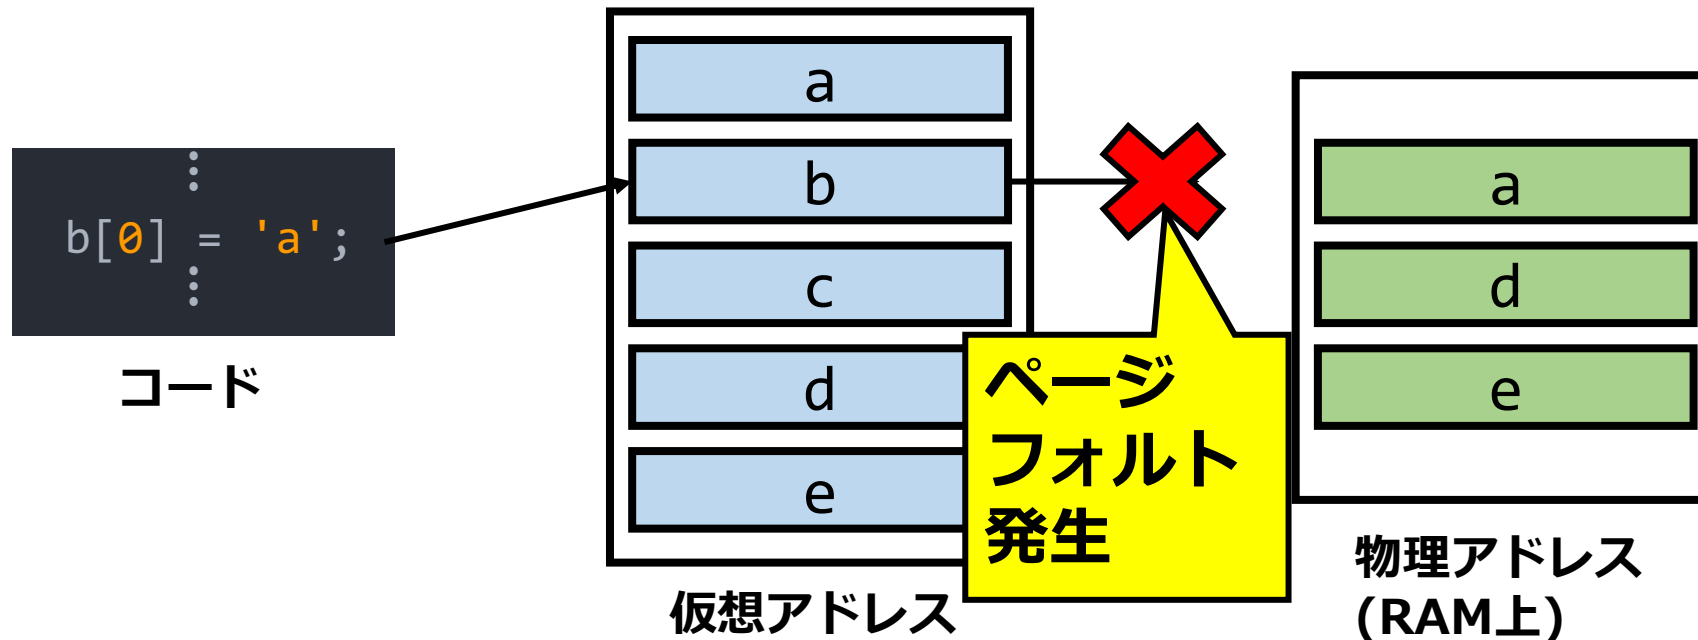 b[0] = 'a';
コード
a
b
c
d
e
仮想アドレス
ページ
フォルト
発生
a
d
e
物理アドレス
(RAM上)